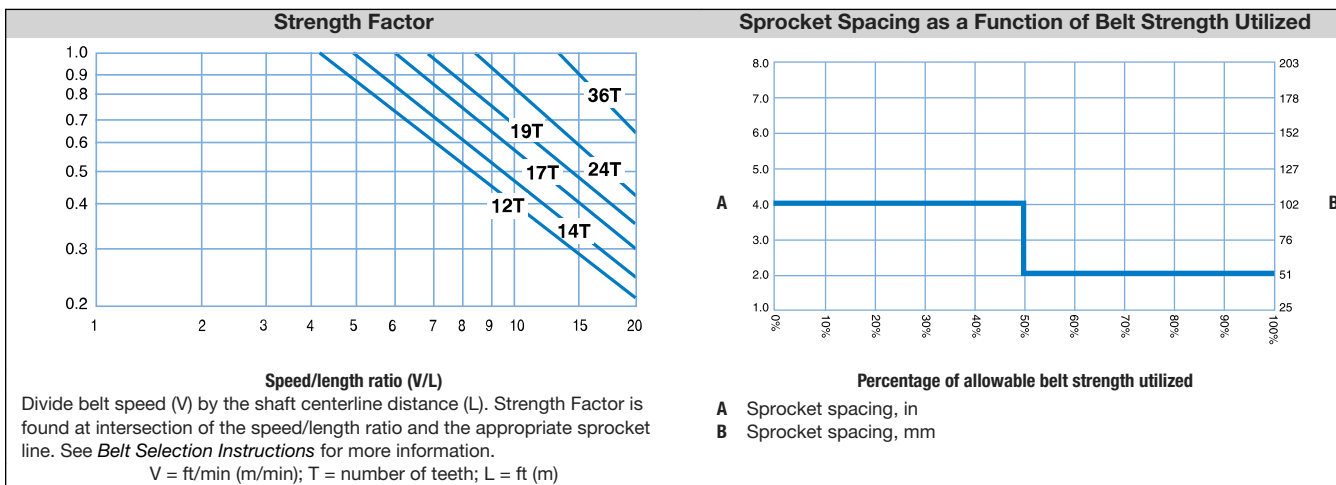 Strength Factor
1.0
0.9
0.8
0.7
0.6
0.5
0.4
0.3
0.2
36T
19T
24T
17T
12T
14T
1 2 3 4 5 6 7 8 9 10 15 20
Speed/length ratio (V/L)
Divide belt speed (V) by the shaft centerline distance (L). Strength Factor is
found at intersection of the speed/length ratio and the appropriate sprocket
line. See Belt Selection Instructions for more information.
V = ft/min (m/min); T = number of teeth; L = ft (m)
Sprocket Spacing as a Function of Belt Strength Utilized
8.0 203
7.0 178
6.0 152
5.0 127
A 4.0 102 B
3.0 76
2.0 51
1.0 25
0% 10% 20% 30% 40% 50% 60% 70% 80% 90% 100%
Percentage of allowable belt strength utilized
A Sprocket spacing, in
B Sprocket spacing, mm